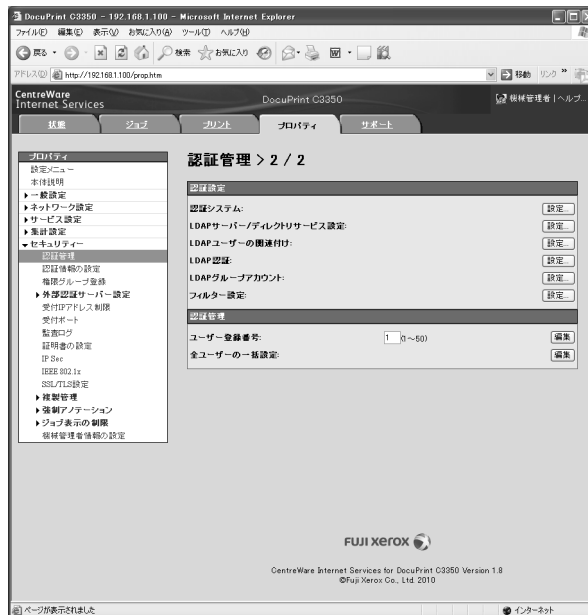 DocuPrint C3350 - 192.168.1.100 - Microsoft Internet Explorer
ファイル(F) 編集(E) 表示(V) お気に入り(A) ツール(T) ヘルプ(H)
戻る 検索 お気に入り
アドレス(D) http://192.168.1.100/prop.htm 移動 リンク »
CentreWare
Internet Services
DocuPrint C3350
機械管理者 | ヘルプ...
状態 ジョブ プリント プロパティ サポート
プロパティ
設定メニュー
本体説明
一般設定
ネットワーク設定
サービス設定
集計設定
セキュリティー
認証管理
認証情報の設定
権限グループ登録
外部認証サーバー設定
受付IPアドレス制限
受付ポート
監査ログ
証明書の設定
IP Sec
IEEE 802.1x
SSL/TLS設定
複製管理
強制アノテーション
ジョブ表示の制限
機械管理者情報の設定
認証管理 > 2 / 2
認証設定
認証システム: 設定...
LDAPサーバー/ディレクトリサービス設定: 設定...
LDAPユーザーの関連付け: 設定...
LDAP認証: 設定...
LDAPグループアカウント: 設定...
フィルター設定: 設定...
認証管理
ユーザー登録番号: 1 (1～50) 編集
全ユーザーの一括設定: 編集
FUJI XEROX
CentreWare Internet Services for DocuPrint C3350 Version 1.8
©Fuji Xerox Co., Ltd. 2010
ページが表示されました インターネット